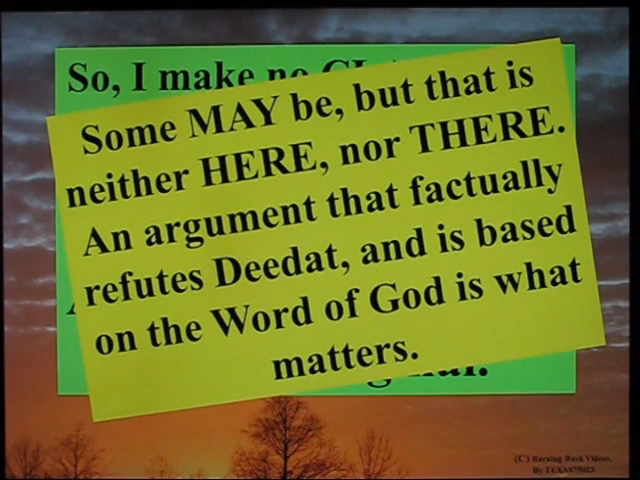 So, I make no
Some MAY be, but that is
neither HERE, nor THERE.
An argument that factually
refutes Deedat, and is based
on the Word of God is what
matters.
(C) Burning Bush Videos.
By TEXAS75023